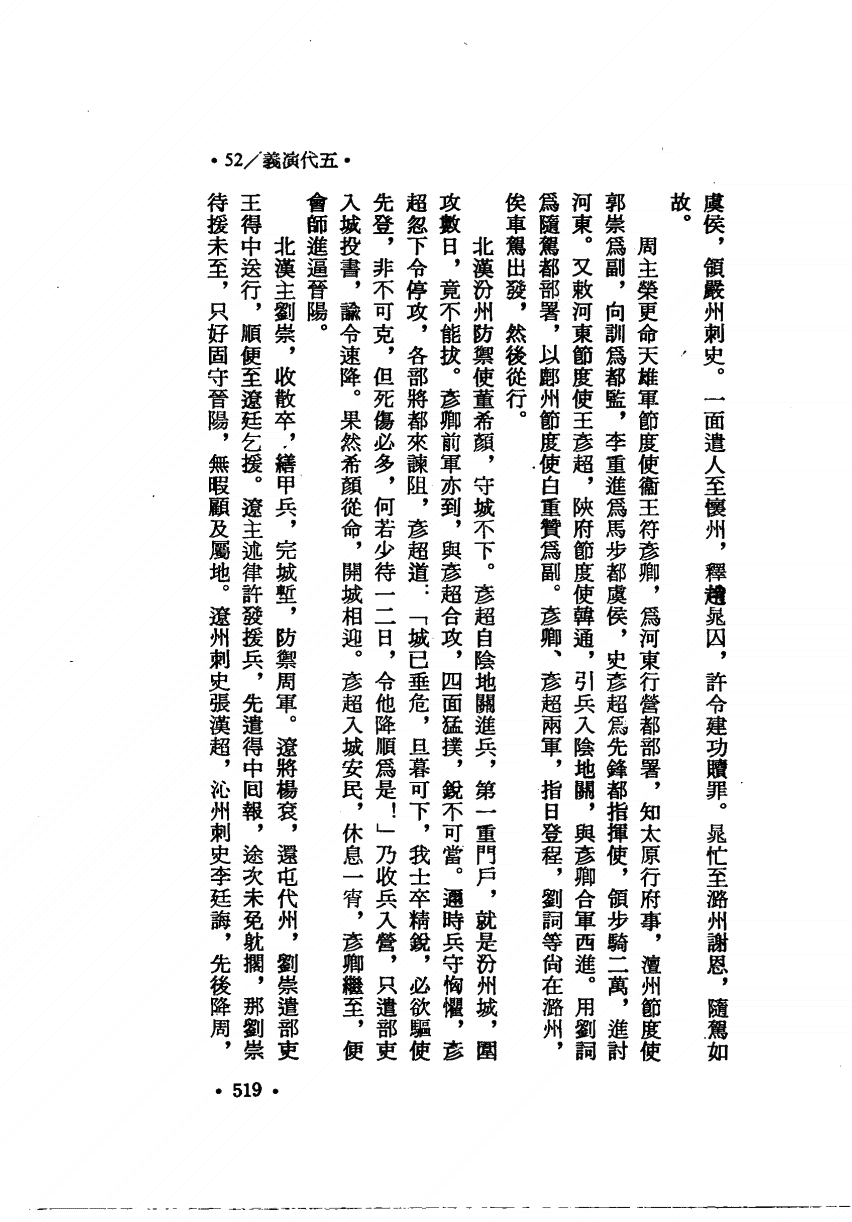 •52/義演代五•
虞侯，領嚴州刺史。一面遣人至懷州，釋趙晁囚，許令建功贖罪。晁忙至潞州謝恩，隨駕如
故。
周主榮更命天雄軍節度使衞王符彥卿，爲河東行營都部署，知太原行府事，澶州節度使
郭崇爲副，向訓爲都監，李重進爲馬步都虞侯，史彥超爲先鋒都指揮使，領步騎二萬，進討
河東。又敕河東節度使王彥超，陝府節度使韓通，引兵入陰地關，與彥卿合軍西進。用劉詞
爲隨駕都部署，以鄜州節度使白重贊爲副。彥卿、彥超兩軍，指日登程，劉詞等尙在潞州，
俟車駕出發，然後從行。
北漢汾州防禦使董希顏，守城不下。彥超自陰地關進兵，第一重門戶，就是汾州城，圍
攻數日，竟不能拔。彥卿前軍亦到，與彥超合攻，四面猛撲，銳不可當。邇時兵守恟懼，彥
超忽下令停攻，各部將都來諫阻，彥超道：「城已垂危，旦暮可下，我士卒精銳，必欲驅使
先登，非不可克，但死傷必多，何若少待一二日，令他降順爲是！」乃收兵入營，只遣部吏
入城投書，諭令速降。果然希顏從命，開城相迎。彥超入城安民，休息一宵，彥卿繼至，便
會師進逼晉陽。
北漢主劉崇，收散卒，繕甲兵，完城塹，防禦周軍。遼將楊袞，還屯代州，劉崇遣部吏
王得中送行，順便至遼廷乞援。遼主述律許發援兵，先遣得中回報，途次未免躭擱，那劉崇
待援未至，只好固守晉陽，無暇顧及屬地。遼州刺史張漢超，沁州刺史李廷誨，先後降周，
•519•